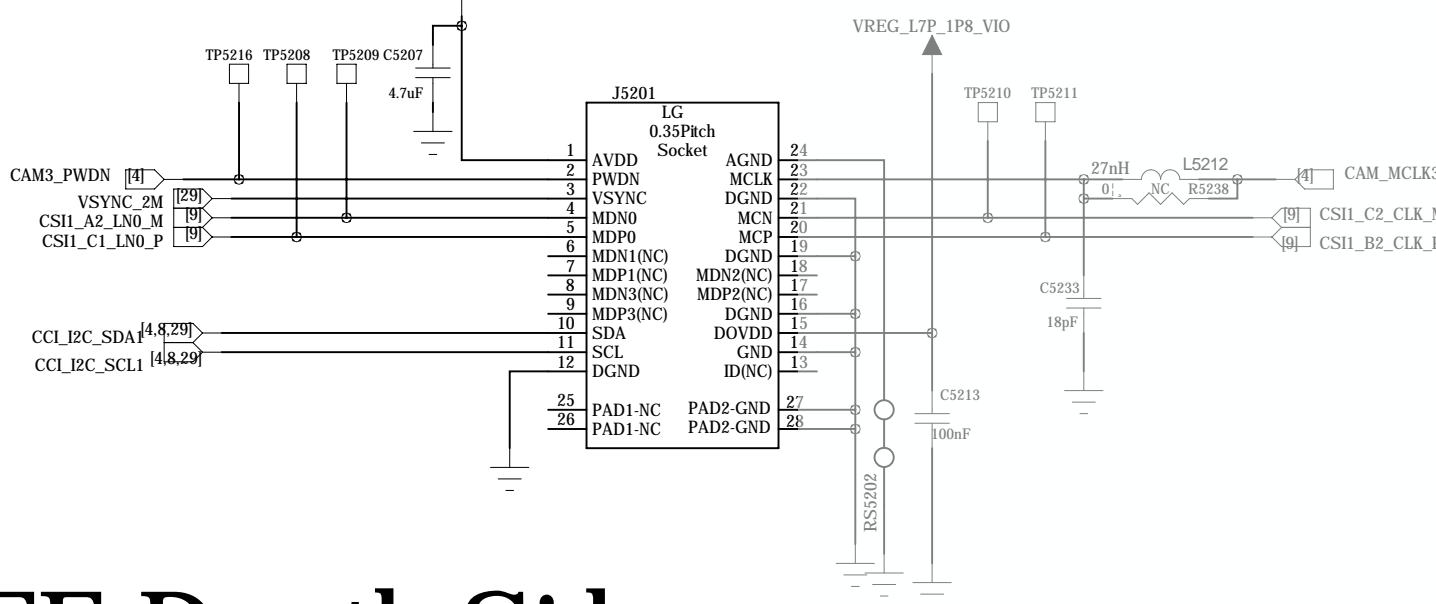 VREG_L7P_1P8_VIO
TP5216 TP5208 TP5209 C5207
4.7uF
TP5210 TP5211
J5201
LG
0.35Pitch
Socket
CAM3_PWDN [4]
VSYNC_2M [29]
CSI1_A2_LN0_M [9]
CSI1_C1_LN0_P [9]
CCI_I2C_SDA1 [4,8,29]
CCI_I2C_SCL1 [4,8,29]
1 AVDD AGND 24
2 PWDN MCLK 23
3 VSYNC DGND 22
4 MDN0 MCN 21
5 MDP0 MCP 20
6 MDN1(NC) DGND 19
7 MDP1(NC) MDN2(NC) 18
8 MDN3(NC) MDP2(NC) 17
9 MDP3(NC) DGND 16
10 SDA DOVDD 15
11 SCL GND 14
12 DGND ID(NC) 13
25 PAD1-NC PAD2-GND 27
26 PAD1-NC PAD2-GND 28
27nH L5212
NC R5238
[4] CAM_MCLK3
[9] CSI1_C2_CLK_
[9] CSI1_B2_CLK_
C5233
18pF
C5213
100nF
RS5202